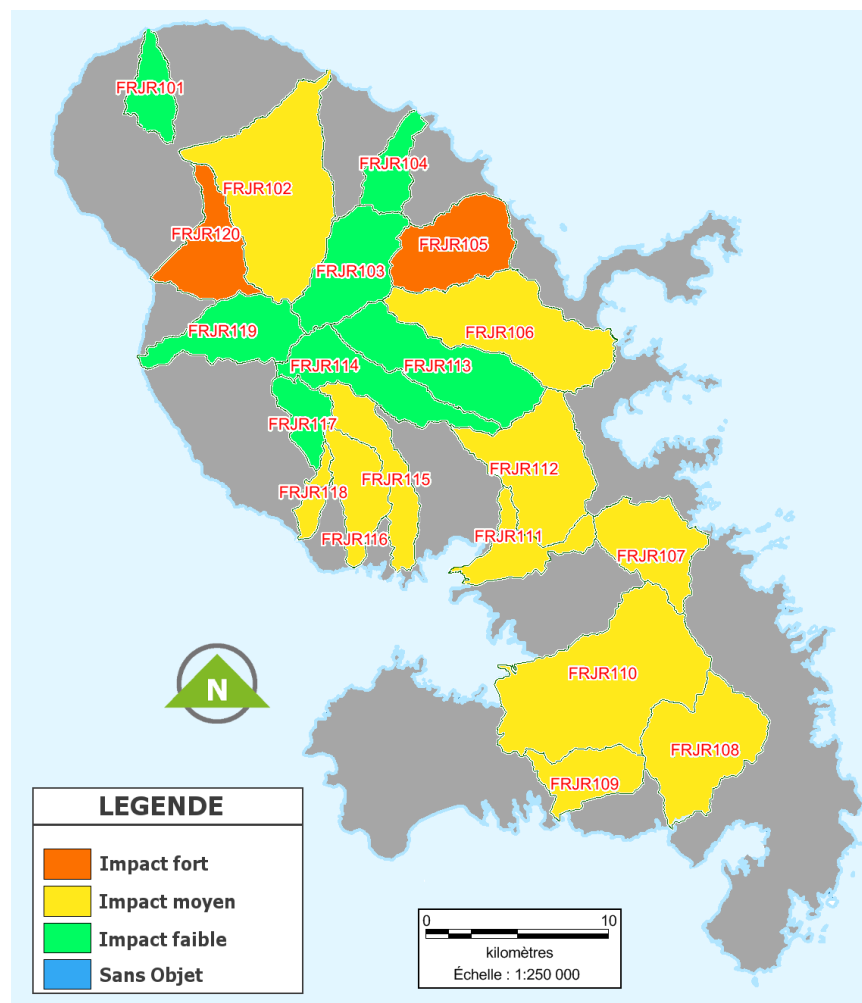 FRJR101
FRJR104
FRJR102
FRJR120
FRJR105
FRJR103
FRJR119
FRJR106
FRJR114
FRJR113
FRJR117
FRJR112
FRJR115
FRJR118
FRJR116
FRJR111
FRJR107
FRJR110
N
FRJR108
FRJR109
LEGENDE
Impact fort
Impact moyen
Impact faible
Sans Objet
0 10
kilomètres
Échelle : 1:250 000